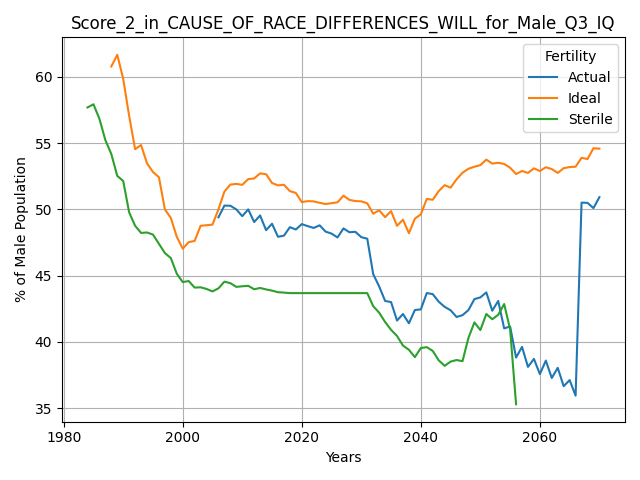 Score_2_in_CAUSE_OF_RACE_DIFFERENCES_WILL_for_Male_Q3_IQ
Fertility
Actual
Ideal
Sterile
% of Male Population
60
55
50
45
40
35
1980
2000
2020
2040
2060
Years